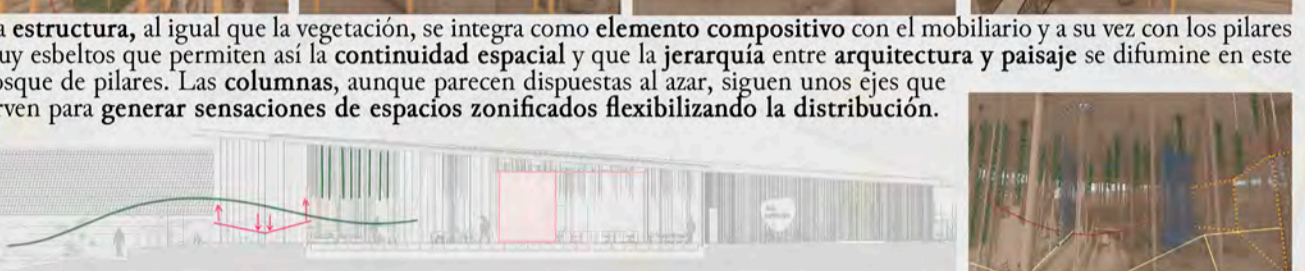 a estructura, al igual que la vegetación, se integra como elemento compositivo con el mobiliario y a su vez con los pilares
uy esbeltos que permiten así la continuidad espacial y que la jerarquía entre arquitectura y paisaje se difumine en este
osque de pilares. Las columnas, aunque parecen dispuestas al azar, siguen unos ejes que
rven para generar sensaciones de espacios zonificados flexibilizando la distribución.